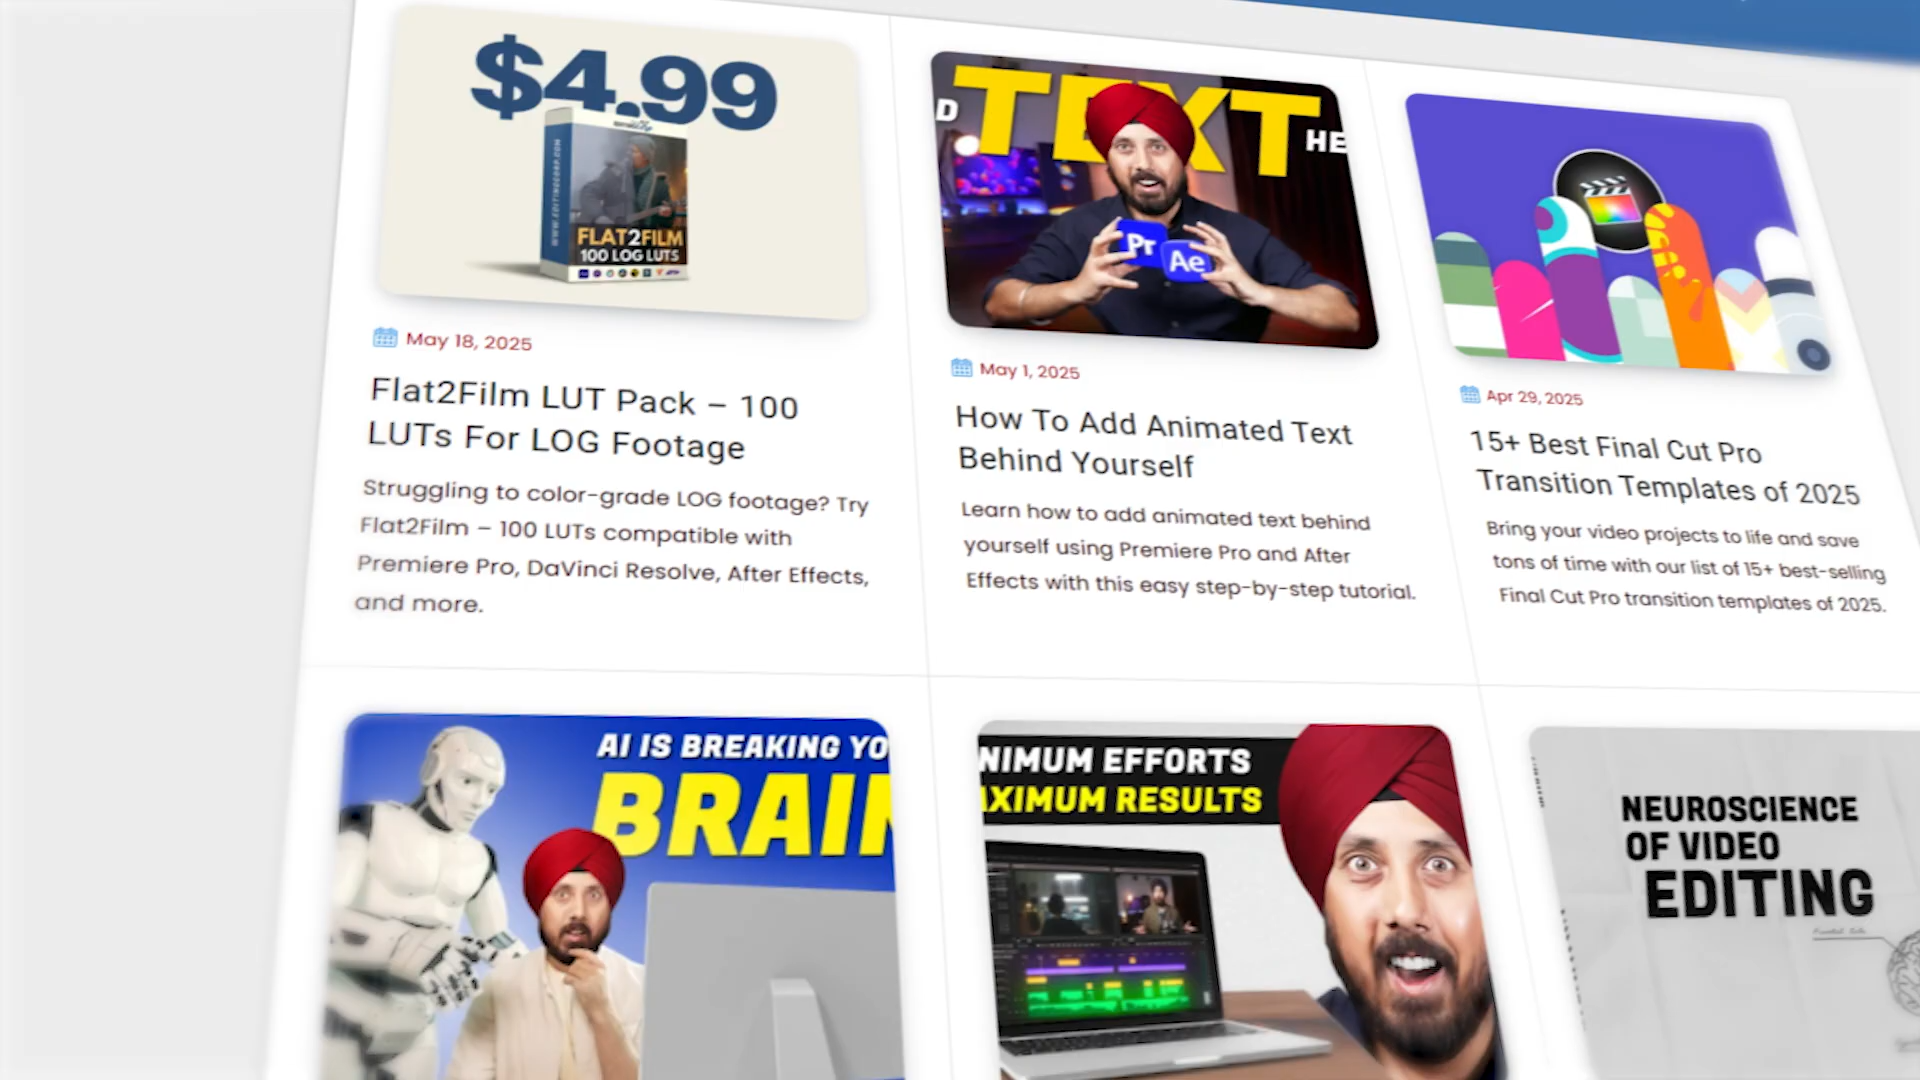 $4.99
WWW.EDITINGCORP.COM
FLAT2FILM
100 LOG LUTS
May 18, 2025
Flat2Film LUT Pack – 100
LUTs For LOG Footage
Struggling to color-grade LOG footage? Try
Flat2Film – 100 LUTs compatible with
Premiere Pro, DaVinci Resolve, After Effects,
and more.
D TEXT HE
Pr
Ae
May 1, 2025
How To Add Animated Text
Behind Yourself
Learn how to add animated text behind
yourself using Premiere Pro and After
Effects with this easy step-by-step tutorial.
Apr 29, 2025
15+ Best Final Cut Pro
Transition Templates of 2025
Bring your video projects to life and save
tons of time with our list of 15+ best-selling
Final Cut Pro transition templates of 2025.
AI IS BREAKING YO
BRAIN
NIMUM EFFORTS
AXIMUM RESULTS
NEUROSCIENCE
OF VIDEO
EDITING